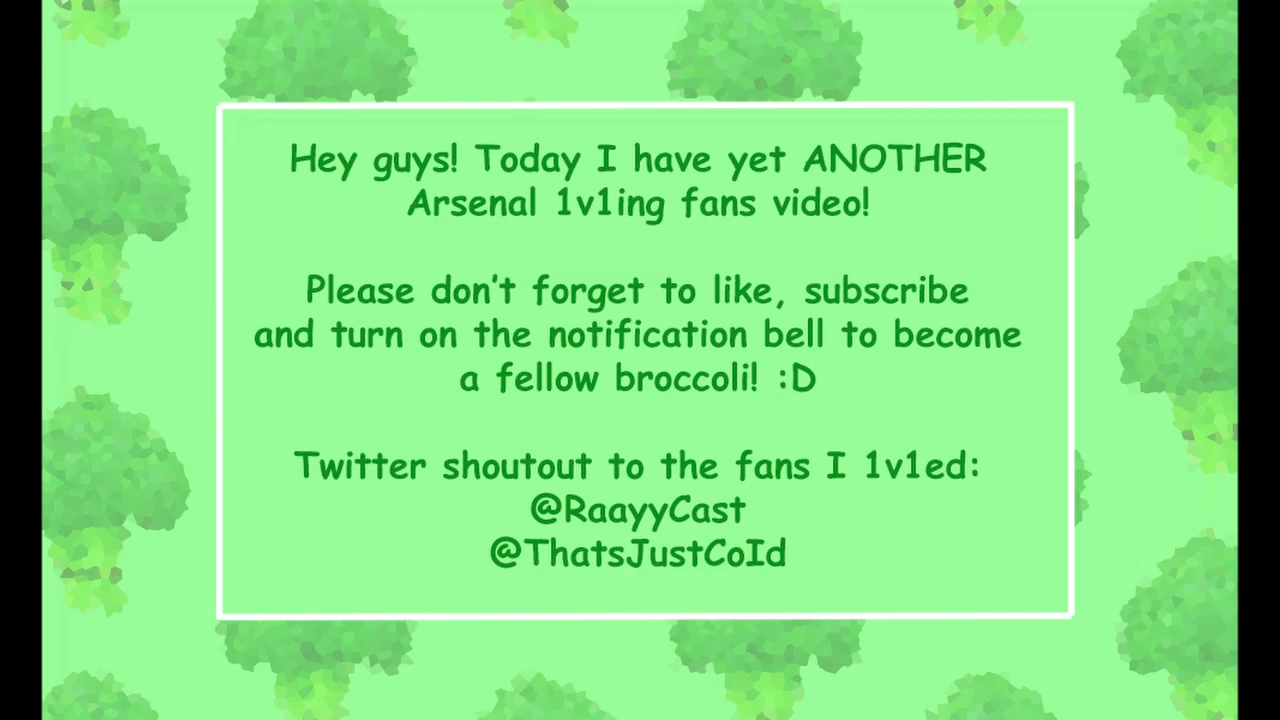 Hey guys! Today I have yet ANOTHER
Arsenal 1v1ing fans video!
Please don't forget to like, subscribe
and turn on the notification bell to become
a fellow broccoli! :D
Twitter shoutout to the fans I 1v1ed:
@RaayyCast
@ThatsJustCoId